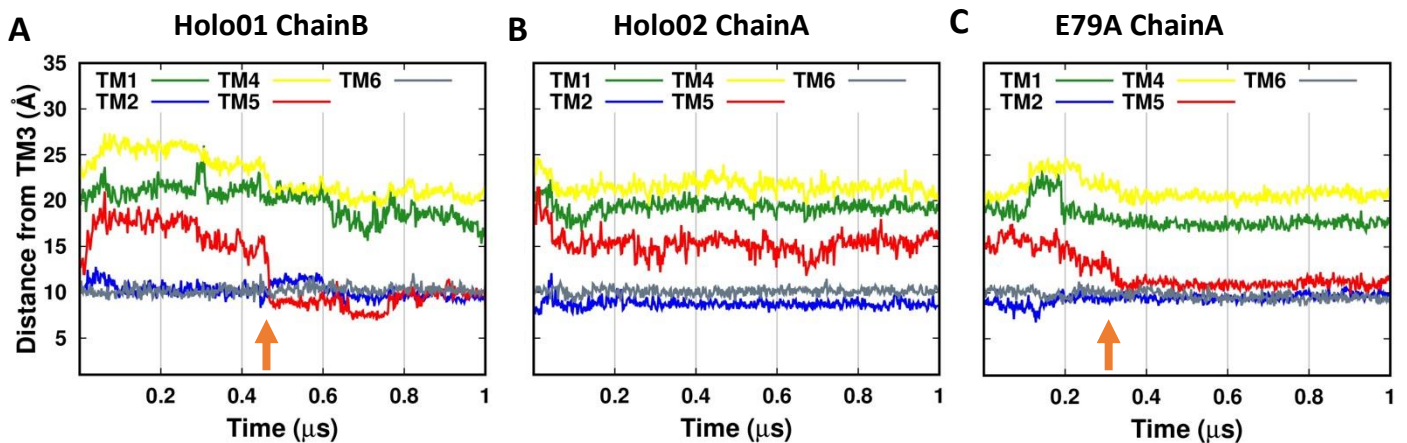 A Holo01 ChainB B Holo02 ChainA C E79A ChainA
35
30
25
20
15
10
5
Distance from TM3 (Å)
TM1 TM4 TM6
TM2 TM5
0.2 0.4 0.6 0.8 1
Time (μs)
TM1 TM4 TM6
TM2 TM5
0.2 0.4 0.6 0.8 1
Time (μs)
TM1 TM4 TM6
TM2 TM5
0.2 0.4 0.6 0.8 1
Time (μs)